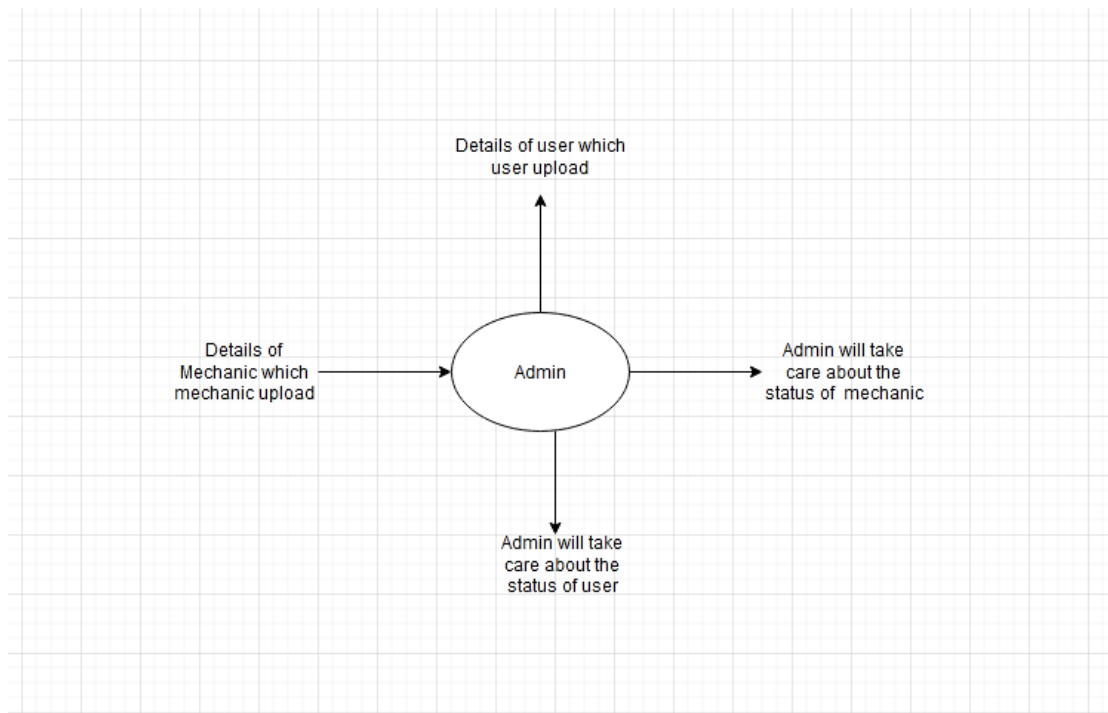 Details of user which
user upload
Details of
Mechanic which
mechanic upload
Admin
Admin will take
care about the
status of  mechanic
Admin will take
care about the
status of user